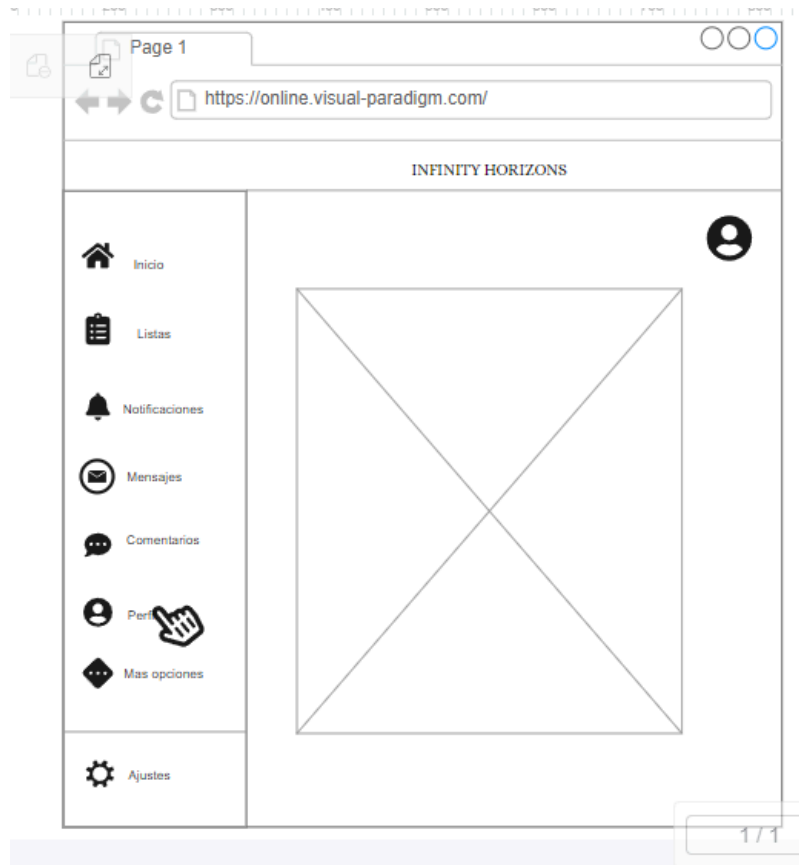 Page 1
https://online.visual-paradigm.com/
INFINITY HORIZONS
Inicio
Listas
Notificaciones
Mensajes
Comentarios
Mas opciones
Ajustes
1 / 1